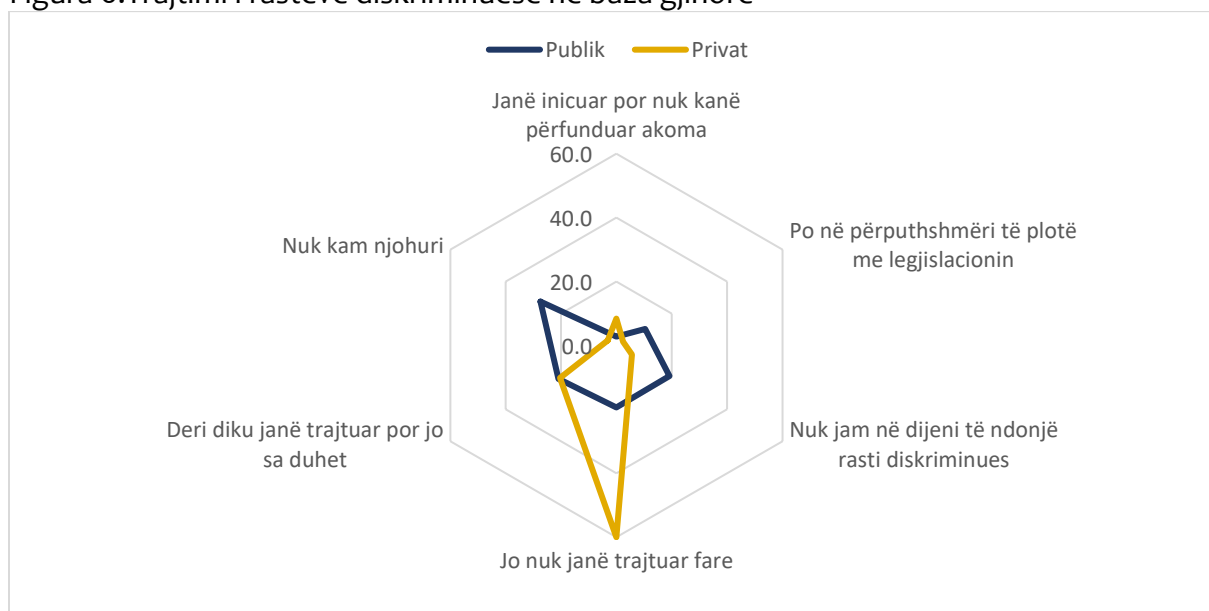 Publik Privat
Janë inicuar por nuk kanë
përfunduar akoma
60.0
40.0
Po në përputhshmëri të plotë
me legjislacionin
Nuk kam njohuri
20.0
0.0
Deri diku janë trajtuar por jo
sa duhet
Nuk jam në dijeni të ndonjë
rasti diskriminues
Jo nuk janë trajtuar fare